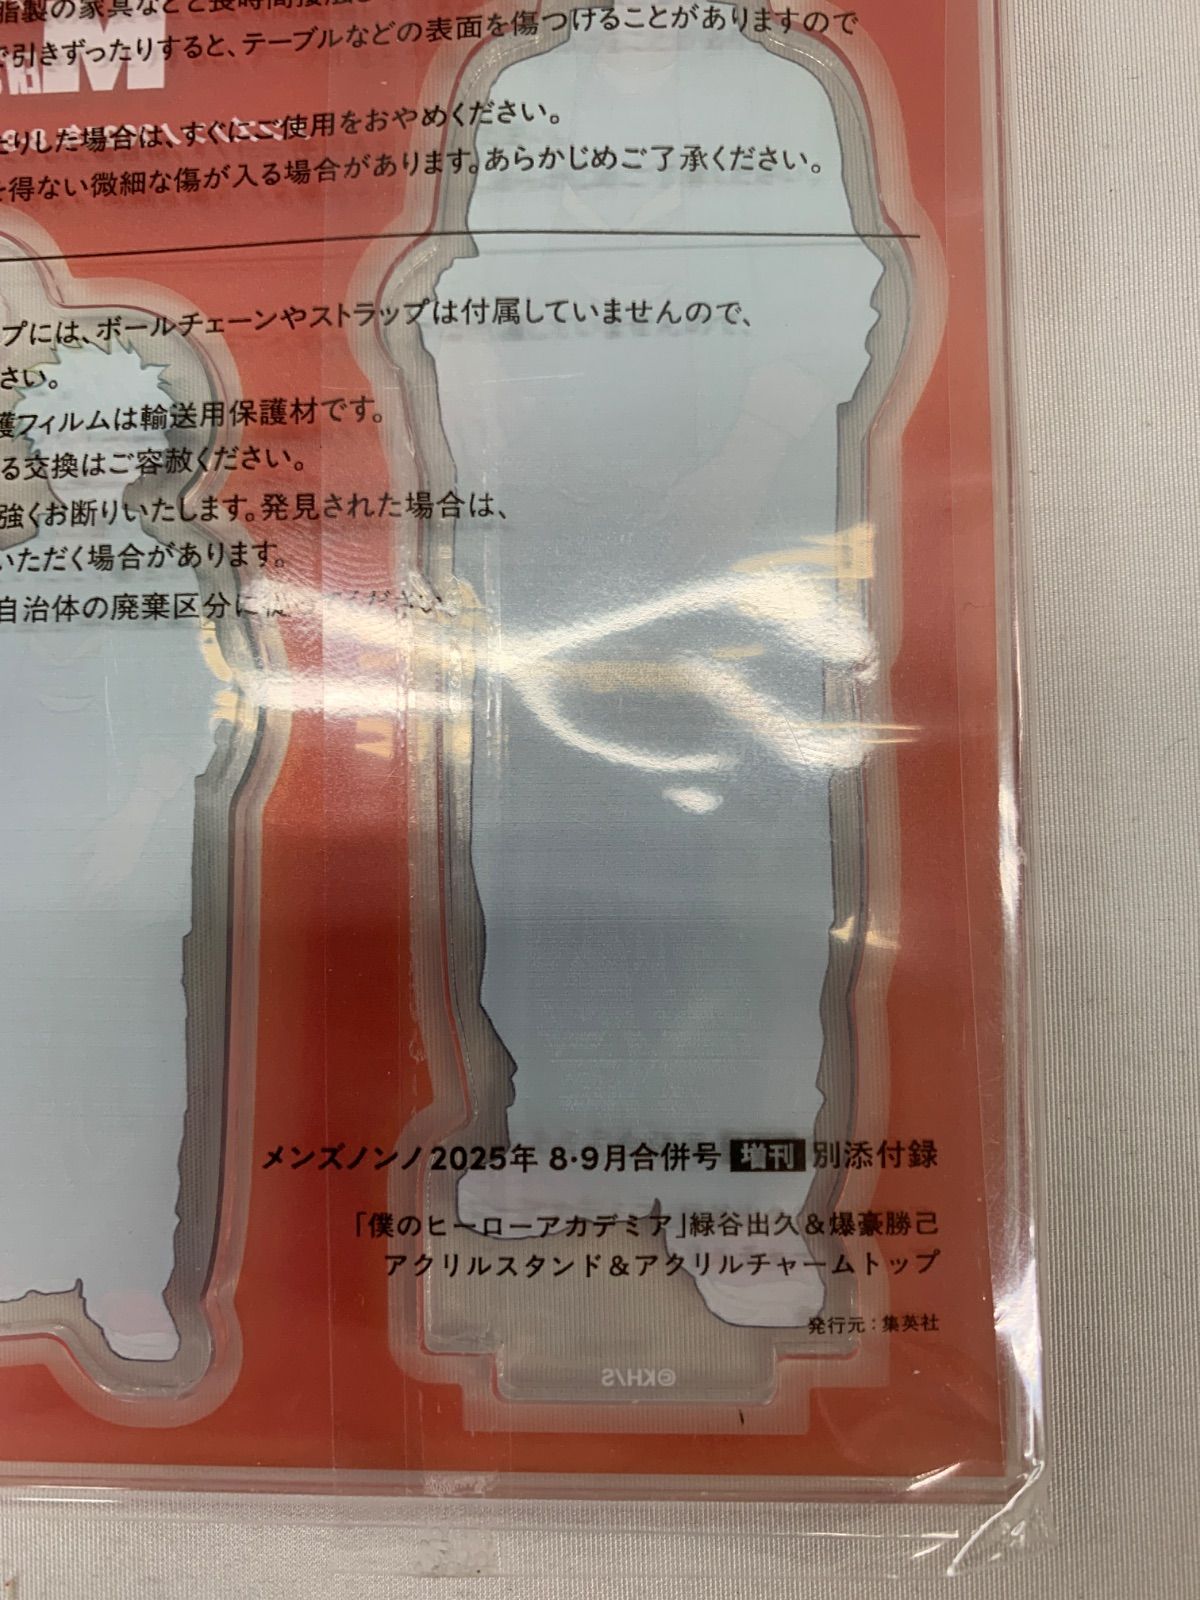 脂製の家具などと長時間接触し
で引きずったりすると、テーブルなどの表面を傷つけることがありますので
たりした場合は、すぐにご使用をおやめください。
を得ない微細な傷が入る場合があります。あらかじめご了承ください。
プには、ボールチェーンやストラップは付属していませんので、
さい。
護フィルムは輸送用保護材です。
る交換はご容赦ください。
強くお断りいたします。発見された場合は、
いただく場合があります。
自治体の廃棄区分に従ってください
メンズノンノ2025年 8・9月合併号 増刊 別添付録
「僕のヒーローアカデミア」緑谷出久&爆豪勝己
アクリルスタンド&アクリルチャームトップ
発行元：集英社
©KH/S